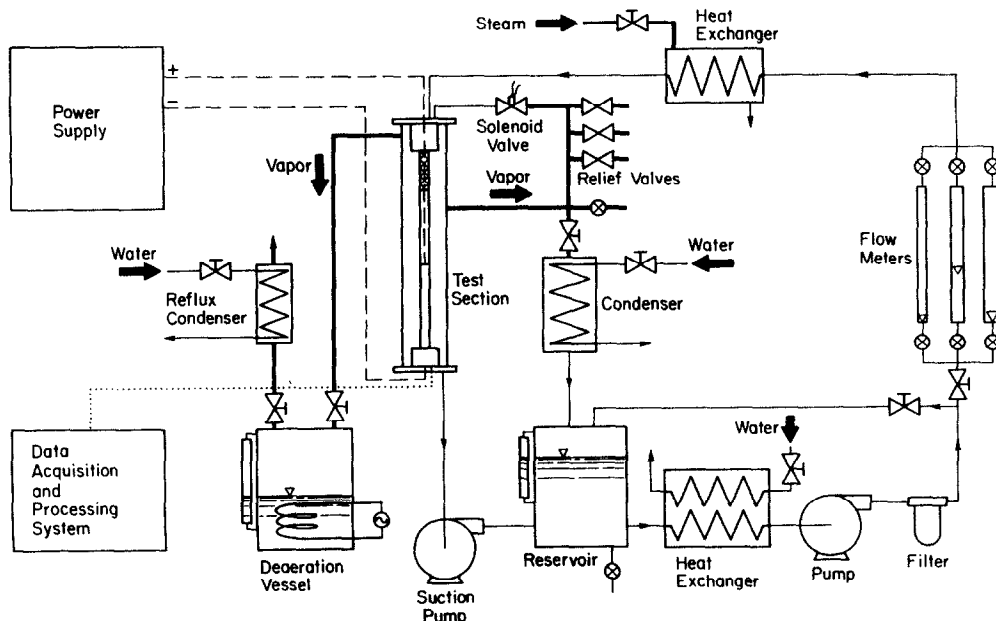 Steam
Heat
Exchanger
+
−
Power
Supply
Solenoid
Valve
Vapor
Vapor
Relief Valves
Flow
Meters
Water
Reflux
Condenser
Test
Section
Water
Condenser
Data
Acquisition
and
Processing
System
Water
Deaeration
Vessel
Suction
Pump
Reservoir
Heat
Exchanger
Pump
Filter